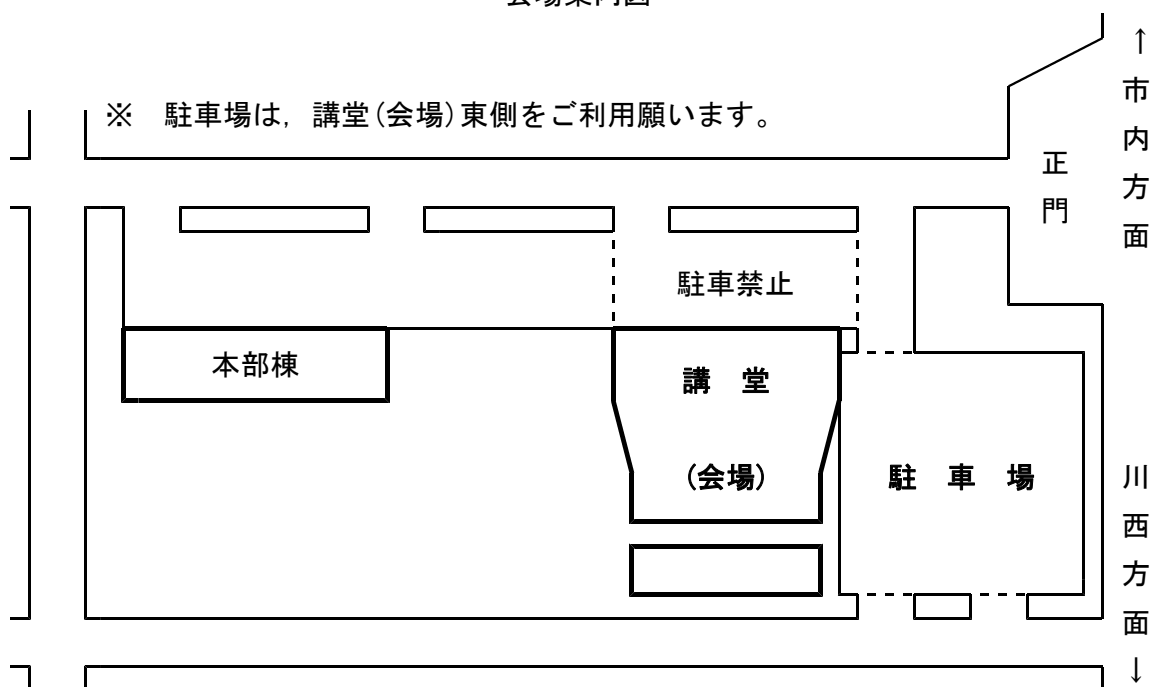 ※　駐車場は，講堂(会場)東側をご利用願います。
↑市内方面
正門
駐車禁止
本部棟
講　堂
(会場)
駐　車　場
川西方面↓